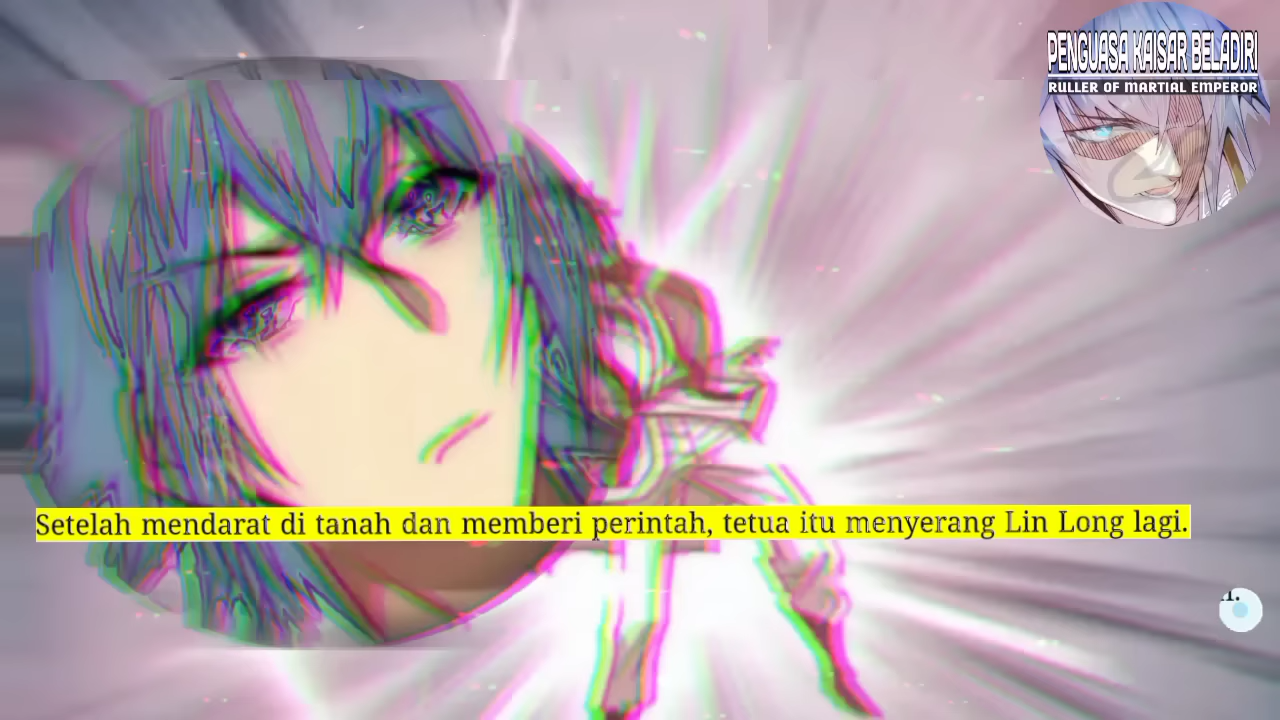 PENGUASA KAISAR BELADIRI
RULLER OF MARTIAL EMPEROR
Setelah mendarat di tanah dan memberi perintah, tetua itu menyerang Lin Long lagi.